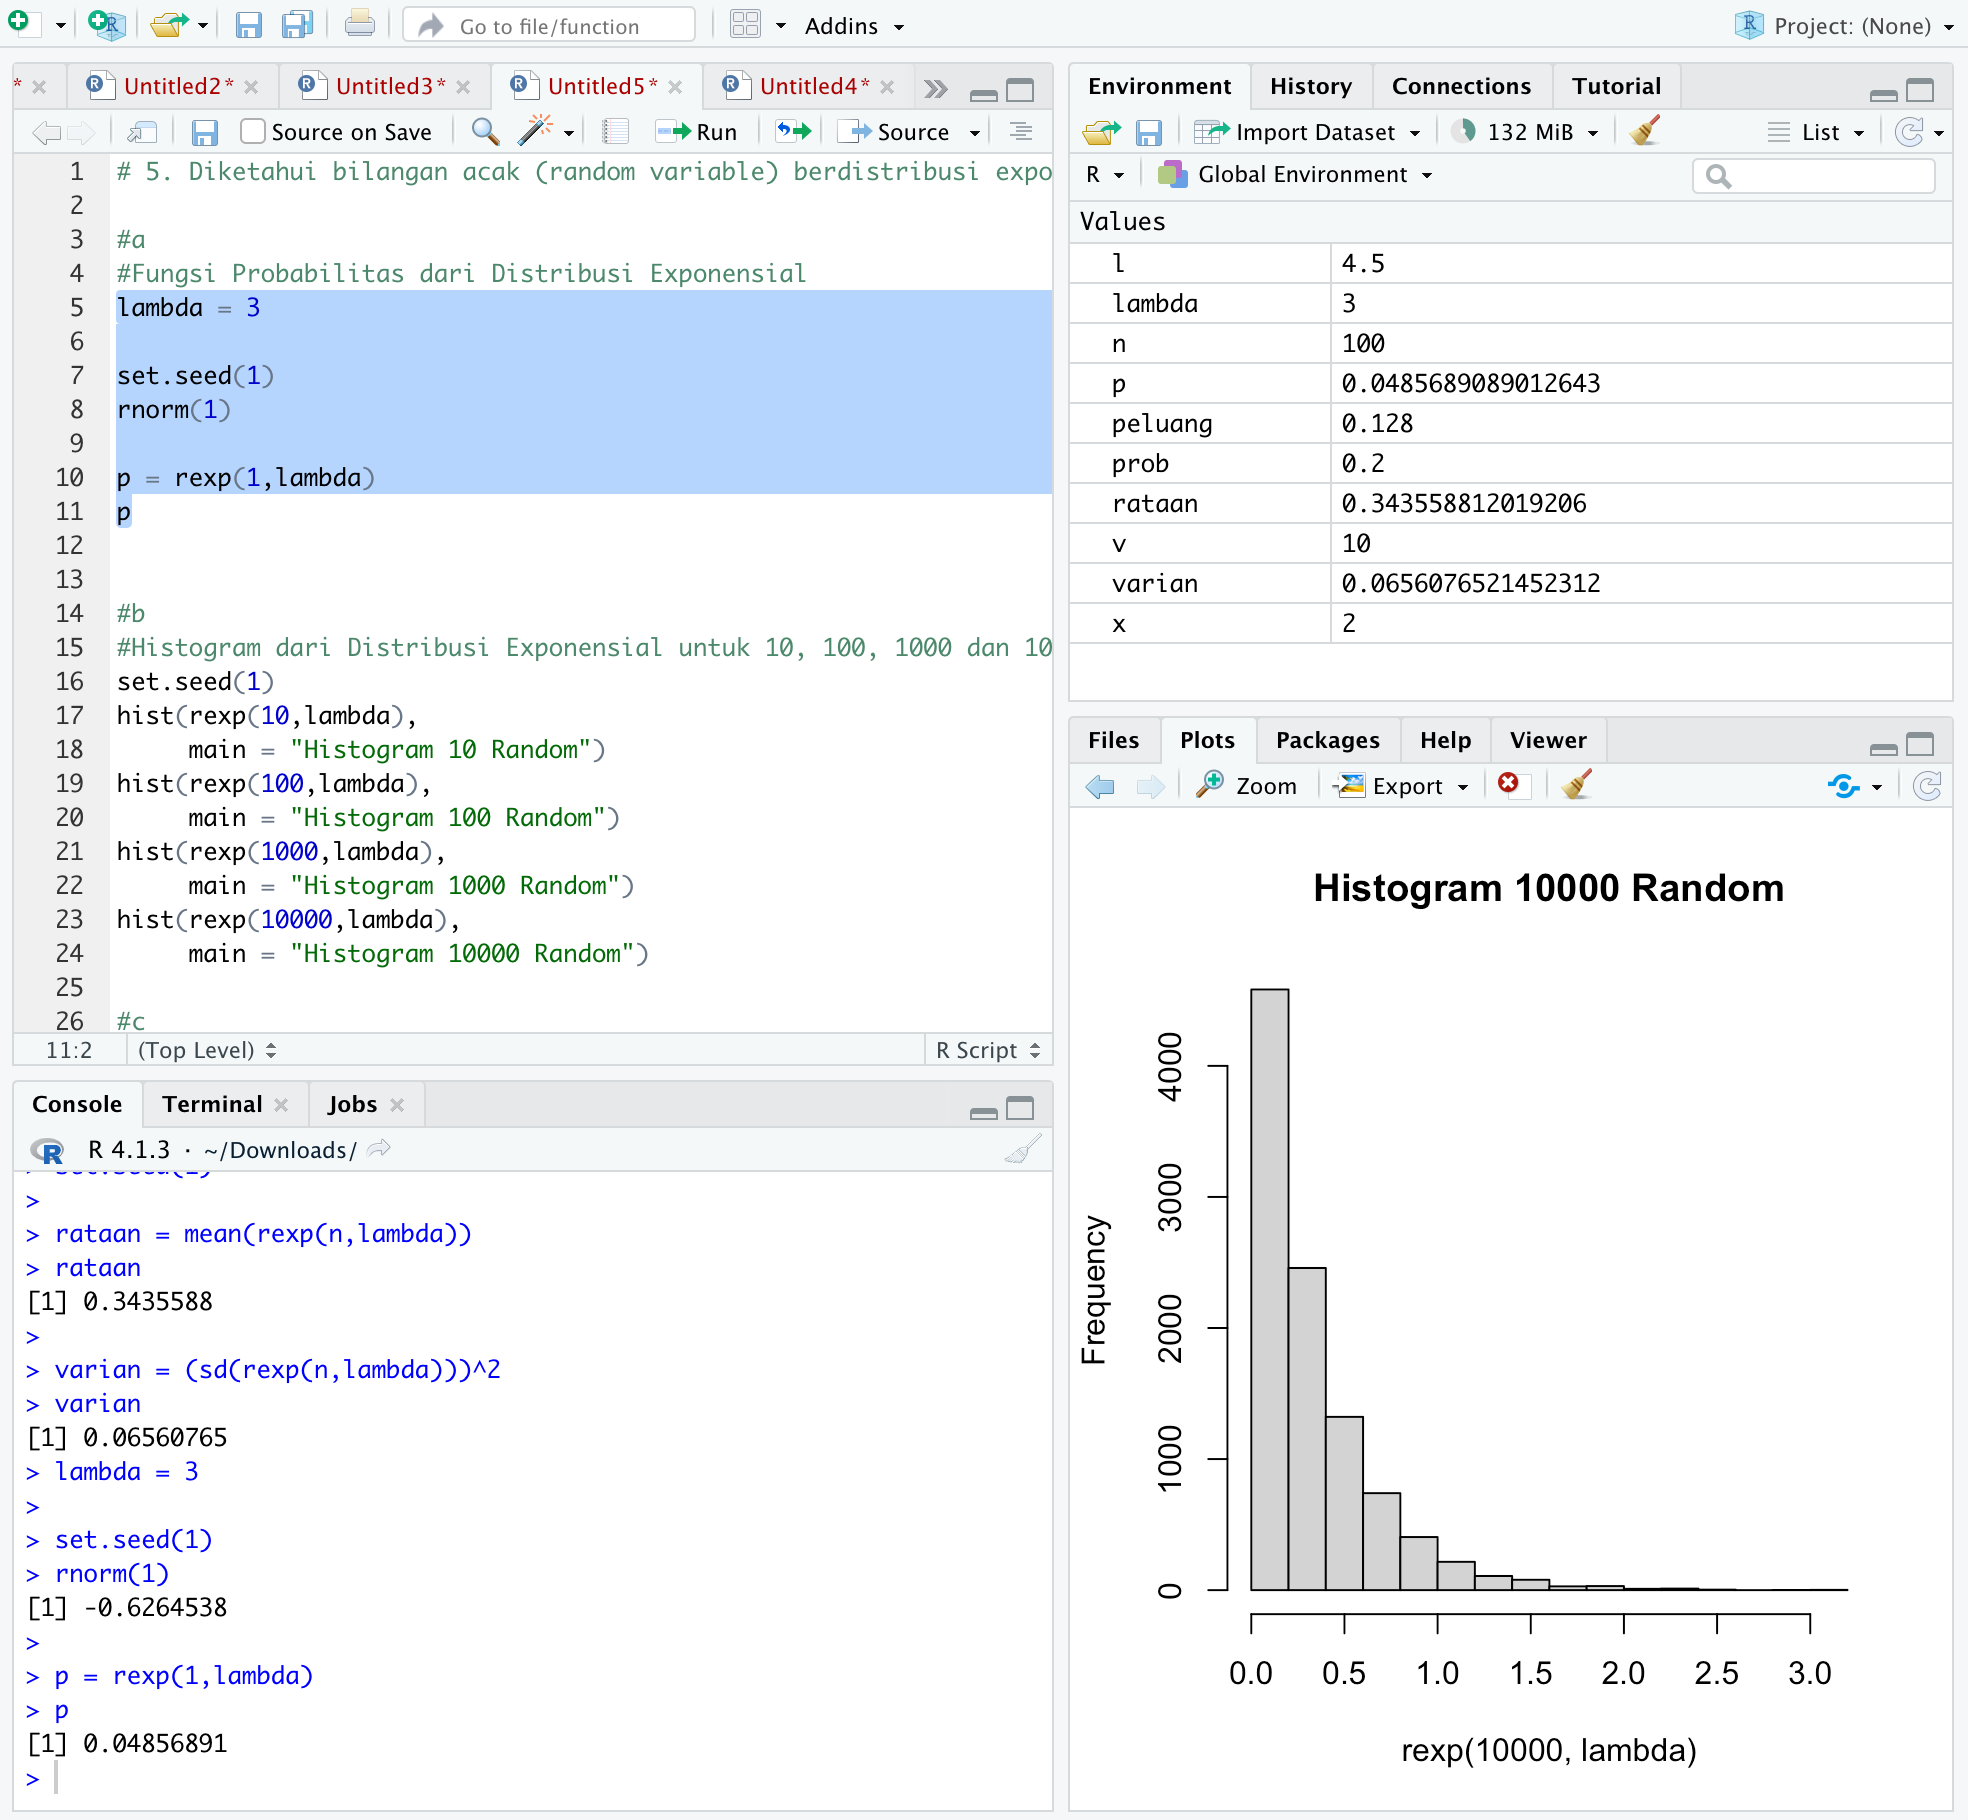 Go to file/function
Addins
Project: (None)
* Untitled2* Untitled3* Untitled5* Untitled4*
Source on Save Run Source
1 # 5. Diketahui bilangan acak (random variable) berdistribusi expo
2
3 #a
4 #Fungsi Probabilitas dari Distribusi Exponensial
5 lambda = 3
6
7 set.seed(1)
8 rnorm(1)
9
10 p = rexp(1,lambda)
11 p
12
13
14 #b
15 #Histogram dari Distribusi Exponensial untuk 10, 100, 1000 dan 10
16 set.seed(1)
17 hist(rexp(10,lambda),
18 main = "Histogram 10 Random")
19 hist(rexp(100,lambda),
20 main = "Histogram 100 Random")
21 hist(rexp(1000,lambda),
22 main = "Histogram 1000 Random")
23 hist(rexp(10000,lambda),
24 main = "Histogram 10000 Random")
25
26 #c
11:2 (Top Level) R Script
Console Terminal Jobs
R 4.1.3 · ~/Downloads/
> set.seed(1)
>
> rataan = mean(rexp(n,lambda))
> rataan
[1] 0.3435588
>
> varian = (sd(rexp(n,lambda)))^2
> varian
[1] 0.06560765
> lambda = 3
>
> set.seed(1)
> rnorm(1)
[1] -0.6264538
>
> p = rexp(1,lambda)
> p
[1] 0.04856891
>
Environment History Connections Tutorial
Import Dataset 132 MiB List
R Global Environment
Values
l 4.5
lambda 3
n 100
p 0.0485689089012643
peluang 0.128
prob 0.2
rataan 0.343558812019206
v 10
varian 0.0656076521452312
x 2
Files Plots Packages Help Viewer
Zoom Export
Histogram 10000 Random
Frequency
4000
3000
2000
1000
0
0.0 0.5 1.0 1.5 2.0 2.5 3.0
rexp(10000, lambda)